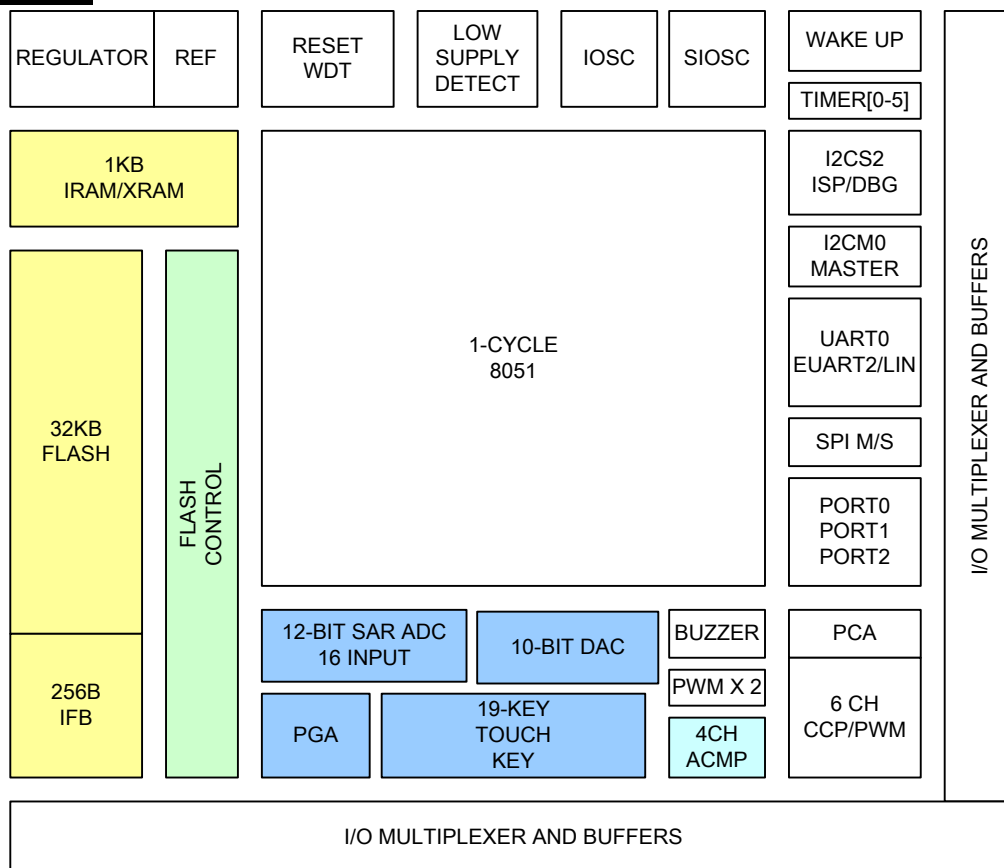 REGULATOR
REF
RESET
WDT
LOW
SUPPLY
DETECT
IOSC
SIOSC
WAKE UP
TIMER[0-5]
1KB
IRAM/XRAM
I2CS2
ISP/DBG
I2CM0
MASTER
1-CYCLE
8051
UART0
EUART2/LIN
32KB
FLASH
FLASH
CONTROL
SPI M/S
PORT0
PORT1
PORT2
I/O MULTIPLEXER AND BUFFERS
12-BIT SAR ADC
16 INPUT
10-BIT DAC
BUZZER
PCA
256B
IFB
PWM X 2
PGA
19-KEY
TOUCH
KEY
4CH
ACMP
6 CH
CCP/PWM
I/O MULTIPLEXER AND BUFFERS